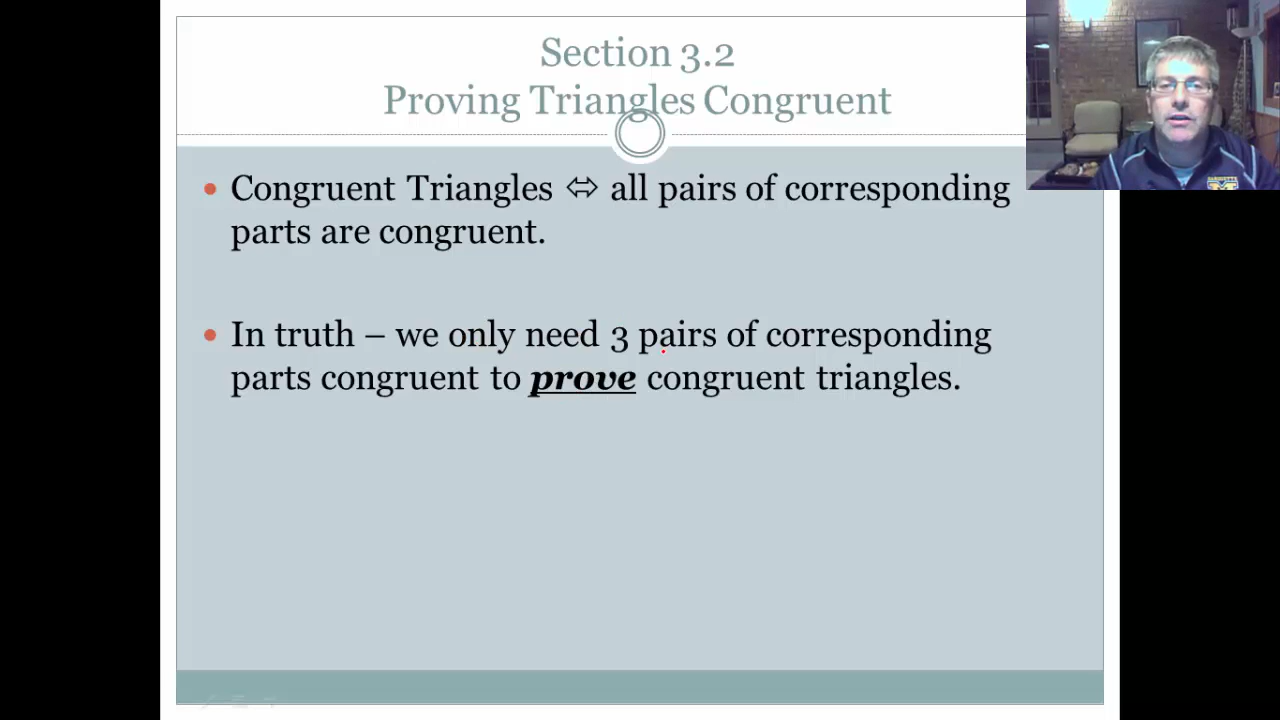 Section 3.2
Proving Triangles Congruent
• Congruent Triangles ⇔ all pairs of corresponding
parts are congruent.
• In truth – we only need 3 pairs of corresponding
parts congruent to prove congruent triangles.